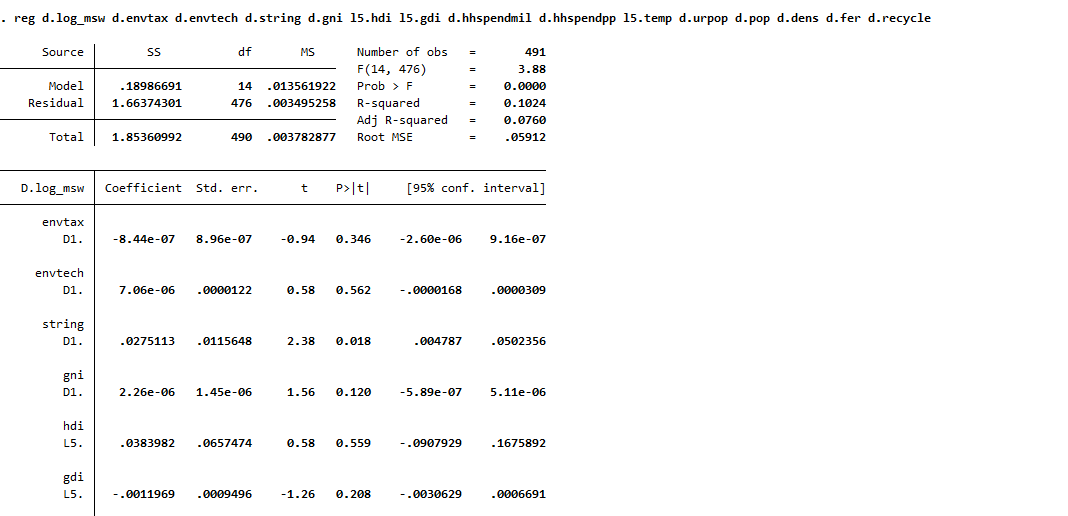 . reg d.log_msw d.envtax d.envtech d.string d.gni l5.hdi l5.gdi d.hhspendmil d.hhspendpp l5.temp d.urpop d.pop d.dens d.fer d.recycle
Source SS df MS Number of obs = 491
F(14, 476) = 3.88
Model .18986691 14 .013561922 Prob > F = 0.0000
Residual 1.66374301 476 .003495258 R-squared = 0.1024
Adj R-squared = 0.0760
Total 1.85360992 490 .003782877 Root MSE = .05912
D.log_msw Coefficient Std. err. t P>|t| [95% conf. interval]
envtax
D1. -8.44e-07 8.96e-07 -0.94 0.346 -2.60e-06 9.16e-07
envtech
D1. 7.06e-06 .0000122 0.58 0.562 -.0000168 .0000309
string
D1. .0275113 .0115648 2.38 0.018 .004787 .0502356
gni
D1. 2.26e-06 1.45e-06 1.56 0.120 -5.89e-07 5.11e-06
hdi
L5. .0383982 .0657474 0.58 0.559 -.0907929 .1675892
gdi
L5. -.0011969 .0009496 -1.26 0.208 -.0030629 .0006691